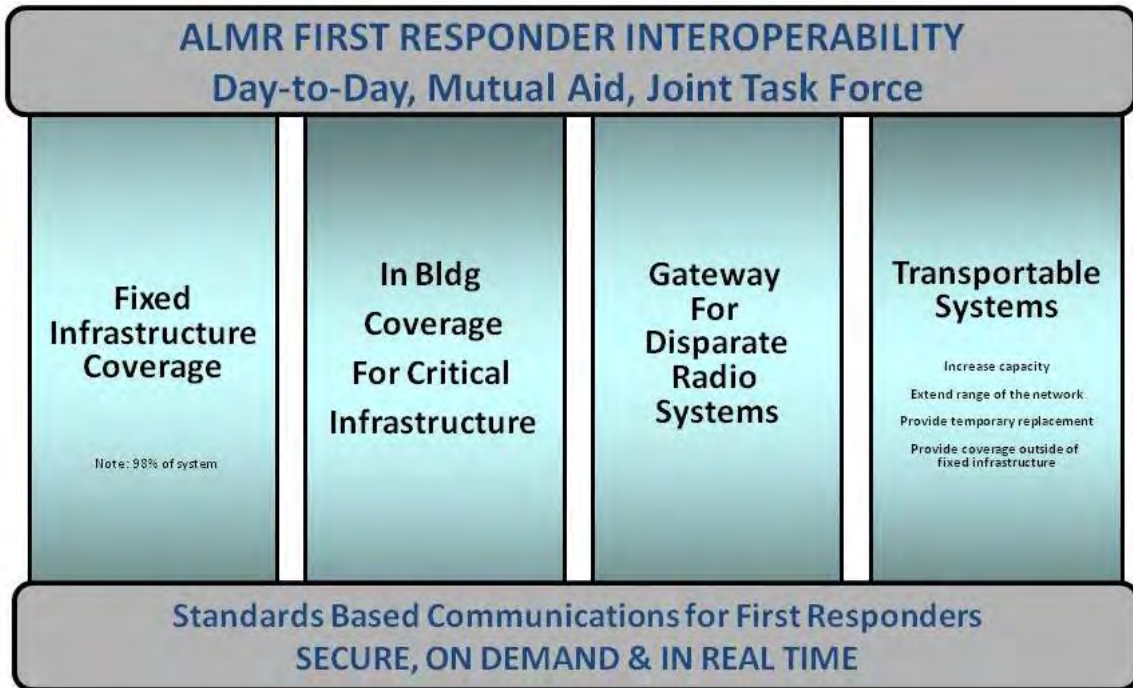 ALMR FIRST RESPONDER INTEROPERABILITY
Day-to-Day, Mutual Aid, Joint Task Force
Fixed
Infrastructure
Coverage
Note: 98% of system
In Bldg
Coverage
For Critical
Infrastructure
Gateway
For
Disparate
Radio
Systems
Transportable
Systems
Increase capacity
Extend range of the network
Provide temporary replacement
Provide coverage outside of
fixed infrastructure
Standards Based Communications for First Responders
SECURE, ON DEMAND & IN REAL TIME